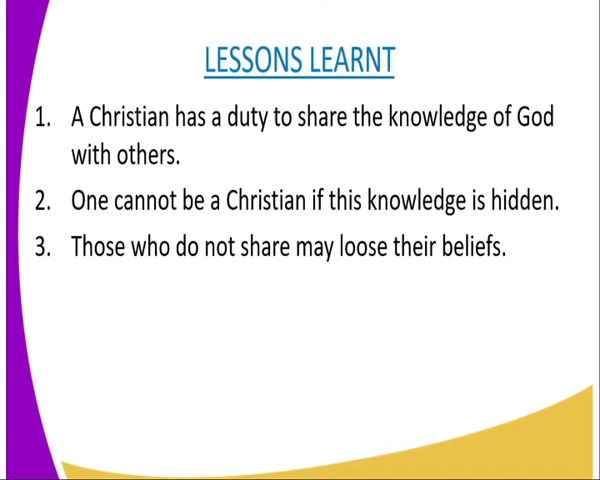 LESSONS LEARNT
1. A Christian has a duty to share the knowledge of God
with others.
2. One cannot be a Christian if this knowledge is hidden.
3. Those who do not share may loose their beliefs.